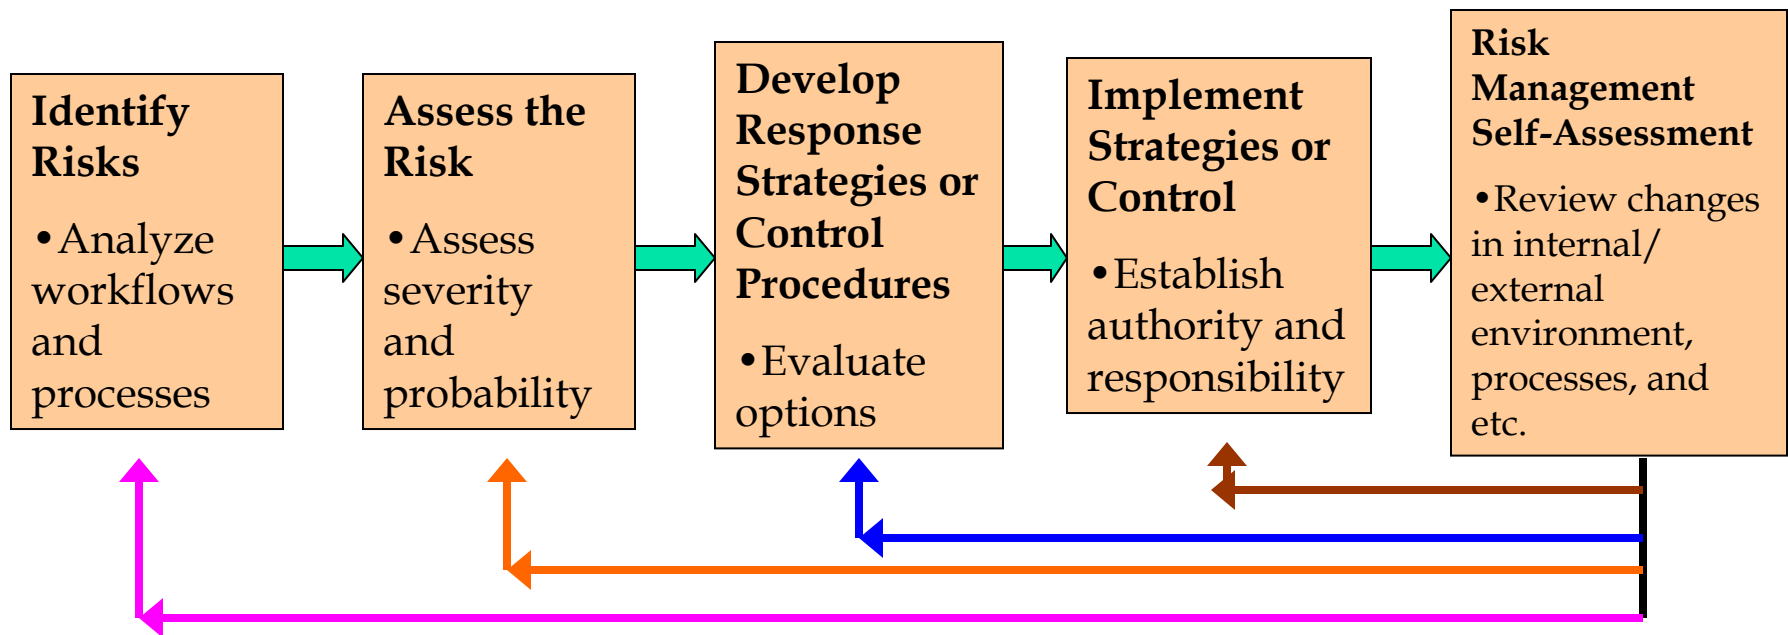 Identify
Risks
•Analyze
workflows
and
processes
Assess the
Risk
•Assess
severity
and
probability
Develop
Response
Strategies or
Control
Procedures
•Evaluate
options
Implement
Strategies or
Control
•Establish
authority and
responsibility
Risk
Management
Self-Assessment
•Review changes
in internal/
external
environment,
processes, and
etc.